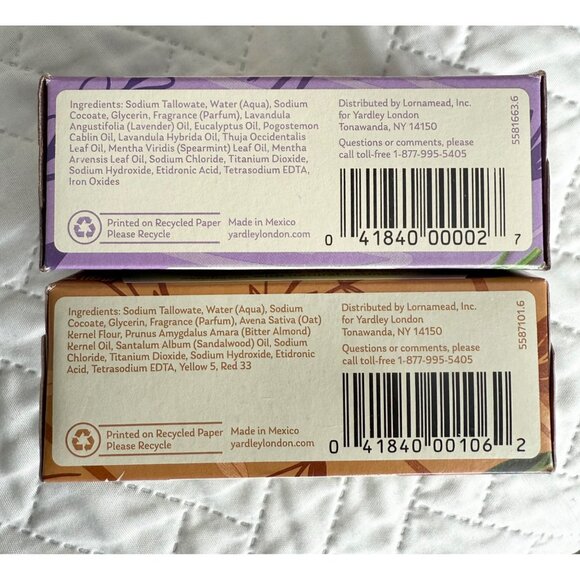 Ingredients: Sodium Tallowate, Water (Aqua), Sodium
Cocoate, Glycerin, Fragrance (Parfum), Lavandula
Angustifolia (Lavender) Oil, Eucalyptus Oil, Pogostemon
Cablin Oil, Lavandula Hybrida Oil, Thuja Occidentalis
Leaf Oil, Mentha Viridis (Spearmint) Leaf Oil, Mentha
Arvensis Leaf Oil, Sodium Chloride, Titanium Dioxide,
Sodium Hydroxide, Etidronic Acid, Tetrasodium EDTA,
Iron Oxides
Printed on Recycled Paper
Please Recycle
Made in Mexico
yardleylondon.com
Distributed by Lornamead, Inc.
for Yardley London
Tonawanda, NY 14150
Questions or comments, please
call toll-free 1-877-995-5405
0 41840 00002 7
5581663.6
Ingredients: Sodium Tallowate, Water (Aqua), Sodium
Cocoate, Glycerin, Fragrance (Parfum), Avena Sativa (Oat)
Kernel Flour, Prunus Amygdalus Amara (Bitter Almond)
Kernel Oil, Santalum Album (Sandalwood) Oil, Sodium
Chloride, Titanium Dioxide, Sodium Hydroxide, Etidronic
Acid, Tetrasodium EDTA, Yellow 5, Red 33
Printed on Recycled Paper
Please Recycle
Made in Mexico
yardleylondon.com
Distributed by Lornamead, Inc.
for Yardley London
Tonawanda, NY 14150
Questions or comments, please
call toll-free 1-877-995-5405
0 41840 00106 2
5587101.6